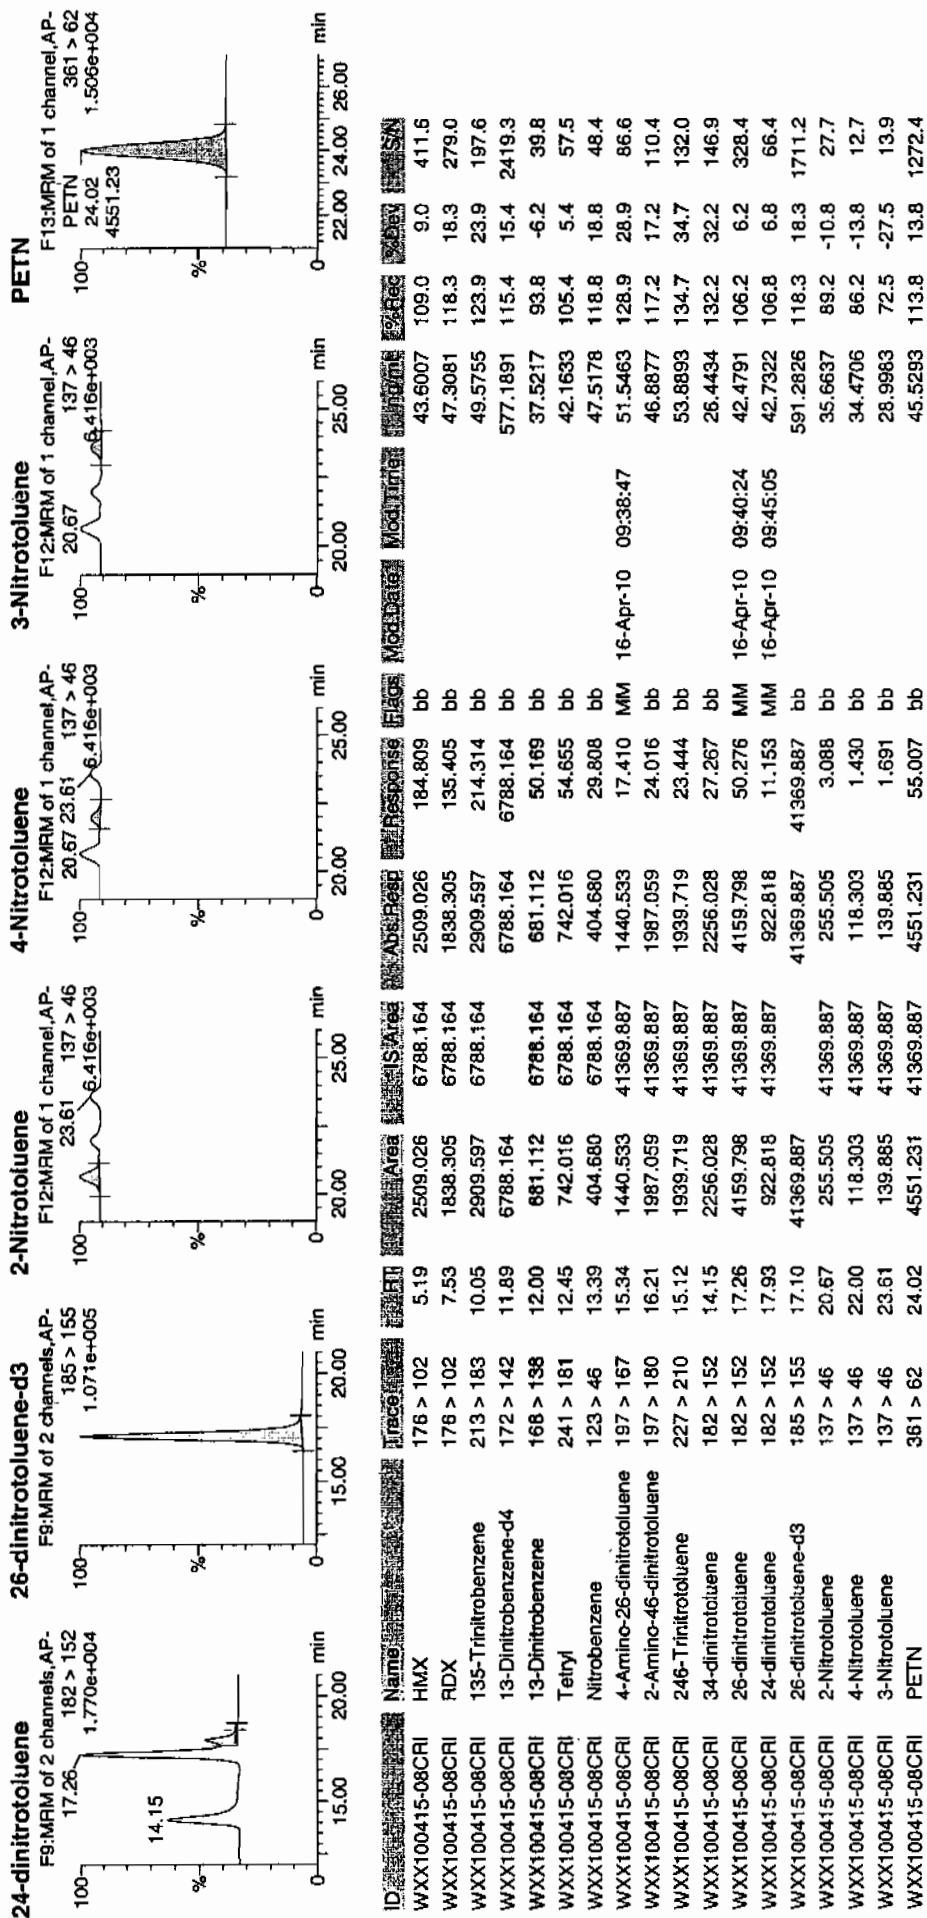 24-dinitrotoluene
F9:MRM of 2 channels,AP-
182 > 152
1.770e+004
100
17.26
14.15
%
0
15.00
20.00
min
26-dinitrotoluene-d3
F9:MRM of 2 channels,AP-
185 > 155
1.071e+005
100
%
0
15.00
20.00
min
2-Nitrotoluene
F12:MRM of 1 channel,AP-
137 > 46
6.416e+003
23.61
100
%
0
20.00
25.00
min
4-Nitrotoluene
F12:MRM of 1 channel,AP-
137 > 46
20.67 23.61
6.416e+003
100
%
0
20.00
25.00
min
3-Nitrotoluene
F12:MRM of 1 channel,AP-
137 > 46
20.67
6.416e+003
100
%
0
20.00
25.00
min
PETN
F13:MRM of 1 channel,AP-
PETN
361 > 62
24.02
1.506e+004
4551.23
100
%
0
22.00
24.00
26.00
min
ID Name Trace RT Area IS Area Abs.Resp Response Flags Mod.Date Mod.Time ng/mL %Rec %Dev S/N
WXX100415-08CRI HMX 176 > 102 5.19 2509.026 6788.164 2509.026 184.809 bb 43.6007 109.0 9.0 411.6
WXX100415-08CRI RDX 176 > 102 7.53 1838.305 6788.164 1838.305 135.405 bb 47.3081 118.3 18.3 279.0
WXX100415-08CRI 135-Trinitrobenzene 213 > 183 10.05 2909.597 6788.164 2909.597 214.314 bb 49.5755 123.9 23.9 197.6
WXX100415-08CRI 13-Dinitrobenzene-d4 172 > 142 11.89 6788.164 6788.164 6788.164 bb 577.1891 115.4 15.4 2419.3
WXX100415-08CRI 13-Dinitrobenzene 168 > 138 12.00 681.112 6788.164 681.112 50.169 bb 37.5217 93.8 -6.2 39.8
WXX100415-08CRI Tetryl 241 > 181 12.45 742.016 6788.164 742.016 54.655 bb 42.1633 105.4 5.4 57.5
WXX100415-08CRI Nitrobenzene 123 > 46 13.39 404.680 6788.164 404.680 29.808 bb 47.5178 118.8 18.8 48.4
WXX100415-08CRI 4-Amino-26-dinitrotoluene 197 > 167 15.34 1440.533 41369.887 1440.533 17.410 MM 16-Apr-10 09:38:47 51.5463 128.9 28.9 86.6
WXX100415-08CRI 2-Amino-46-dinitrotoluene 197 > 180 16.21 1987.059 41369.887 1987.059 24.016 bb 46.8877 117.2 17.2 110.4
WXX100415-08CRI 246-Trinitrotoluene 227 > 210 15.12 1939.719 41369.887 1939.719 23.444 bb 53.8893 134.7 34.7 132.0
WXX100415-08CRI 34-dinitrotoluene 182 > 152 14.15 2256.028 41369.887 2256.028 27.267 bb 26.4434 132.2 32.2 146.9
WXX100415-08CRI 26-dinitrotoluene 182 > 152 17.26 4159.798 41369.887 4159.798 50.276 MM 16-Apr-10 09:40:24 42.4791 106.2 6.2 328.4
WXX100415-08CRI 24-dinitrotoluene 182 > 152 17.93 922.818 41369.887 922.818 11.153 MM 16-Apr-10 09:45:05 42.7322 106.8 6.8 66.4
WXX100415-08CRI 26-dinitrotoluene-d3 185 > 155 17.10 41369.887 41369.887 41369.887 bb 591.2826 118.3 18.3 1711.2
WXX100415-08CRI 2-Nitrotoluene 137 > 46 20.67 255.505 41369.887 255.505 3.088 bb 35.6637 89.2 -10.8 27.7
WXX100415-08CRI 4-Nitrotoluene 137 > 46 22.00 118.303 41369.887 118.303 1.430 bb 34.4706 86.2 -13.8 12.7
WXX100415-08CRI 3-Nitrotoluene 137 > 46 23.61 139.885 41369.887 139.885 1.691 bb 28.9983 72.5 -27.5 13.9
WXX100415-08CRI PETN 361 > 62 24.02 4551.231 41369.887 4551.231 55.007 bb 45.5293 113.8 13.8 1272.4